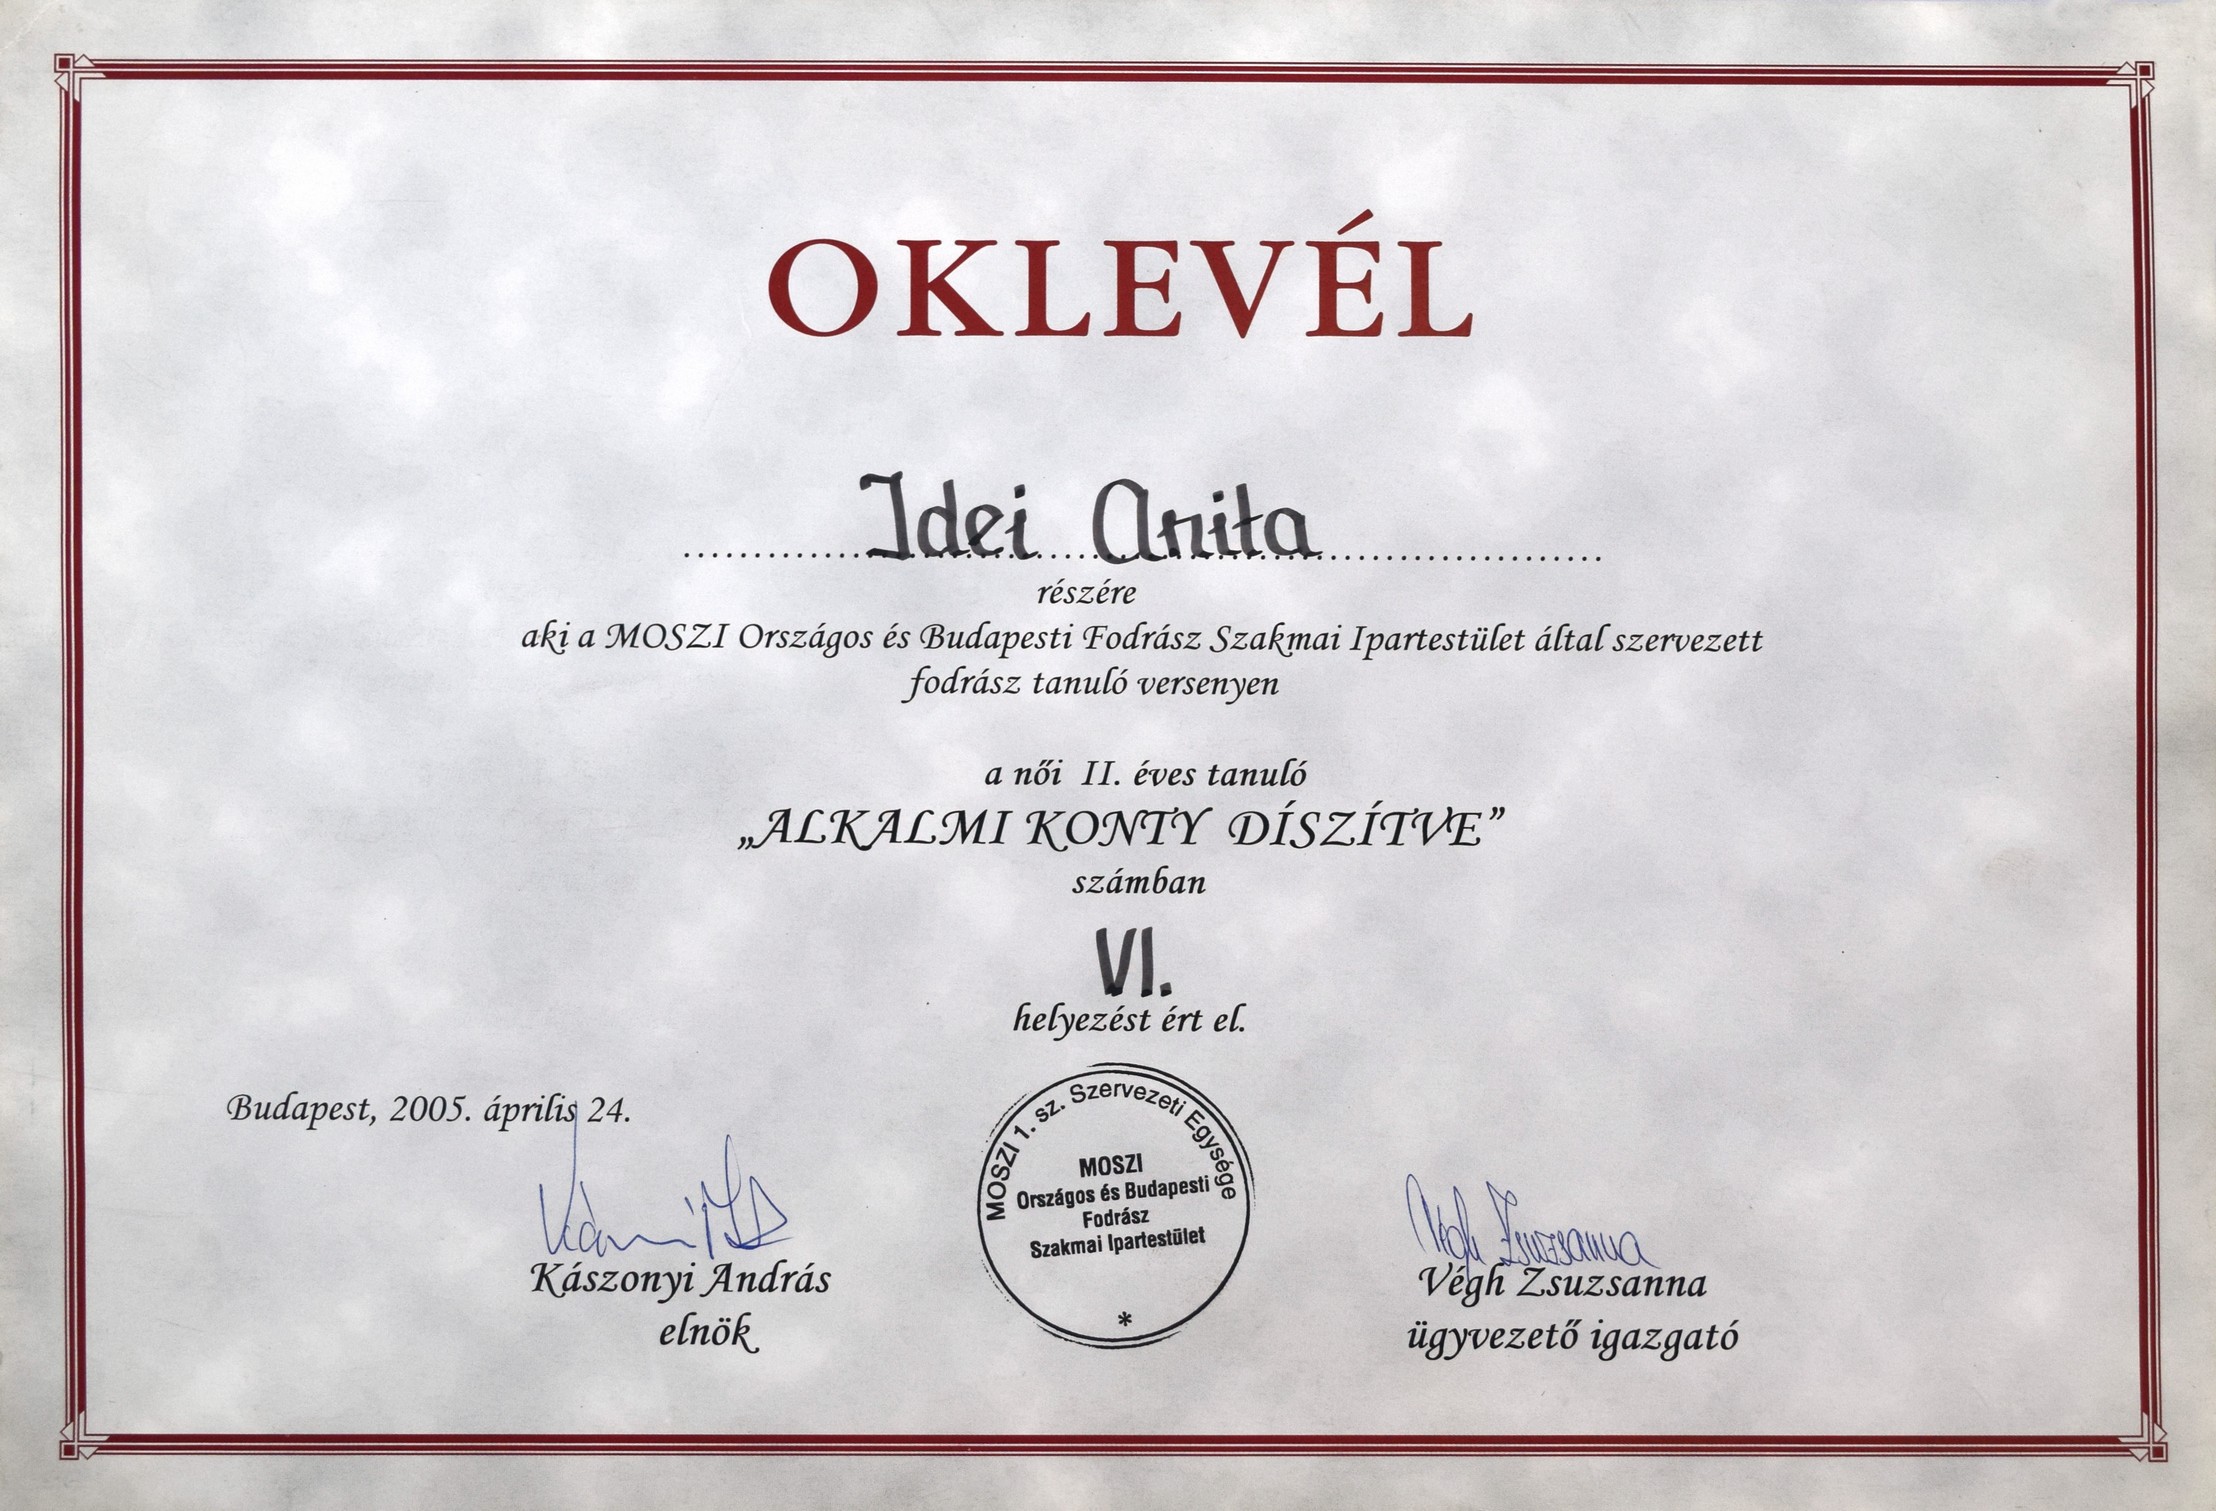 OKLEVÉL
Idei Anita
részére
aki a MOSZI Országos és Budapesti Fodrász Szakmai Ipartestület által szervezett
fodrász tanuló versenyen
a női II. éves tanuló
„ALKALMI KONTY DÍSZÍTVE”
számban
VI.
helyezést ért el.
Budapest, 2005. április 24.
MOSZI 1. sz. Szervezeti Egysége
MOSZI
Országos és Budapesti
Fodrász
Szakmai Ipartestület
*
Végh Zsuzsanna
Kászonyi András
elnök
Végh Zsuzsanna
ügyvezető igazgató